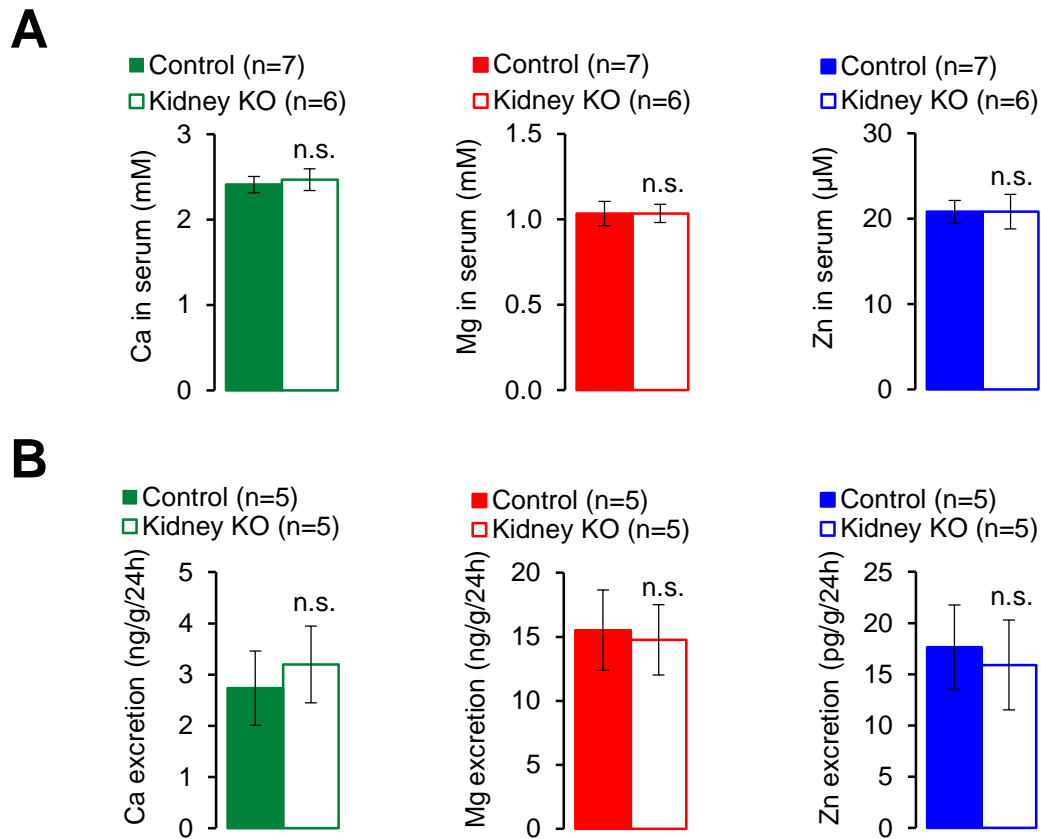 A
Control (n=7)
Kidney KO (n=6)
Ca in serum (mM)
3
2
1
0
n.s.
Control (n=7)
Kidney KO (n=6)
Mg in serum (mM)
1.5
1.0
0.5
0.0
n.s.
Control (n=7)
Kidney KO (n=6)
Zn in serum (µM)
30
20
10
0
n.s.
B
Control (n=5)
Kidney KO (n=5)
Ca excretion (ng/g/24h)
5
4
3
2
1
0
n.s.
Control (n=5)
Kidney KO (n=5)
Mg excretion (ng/g/24h)
20
15
10
5
0
n.s.
Control (n=5)
Kidney KO (n=5)
Zn excretion (pg/g/24h)
25
20
15
10
5
0
n.s.